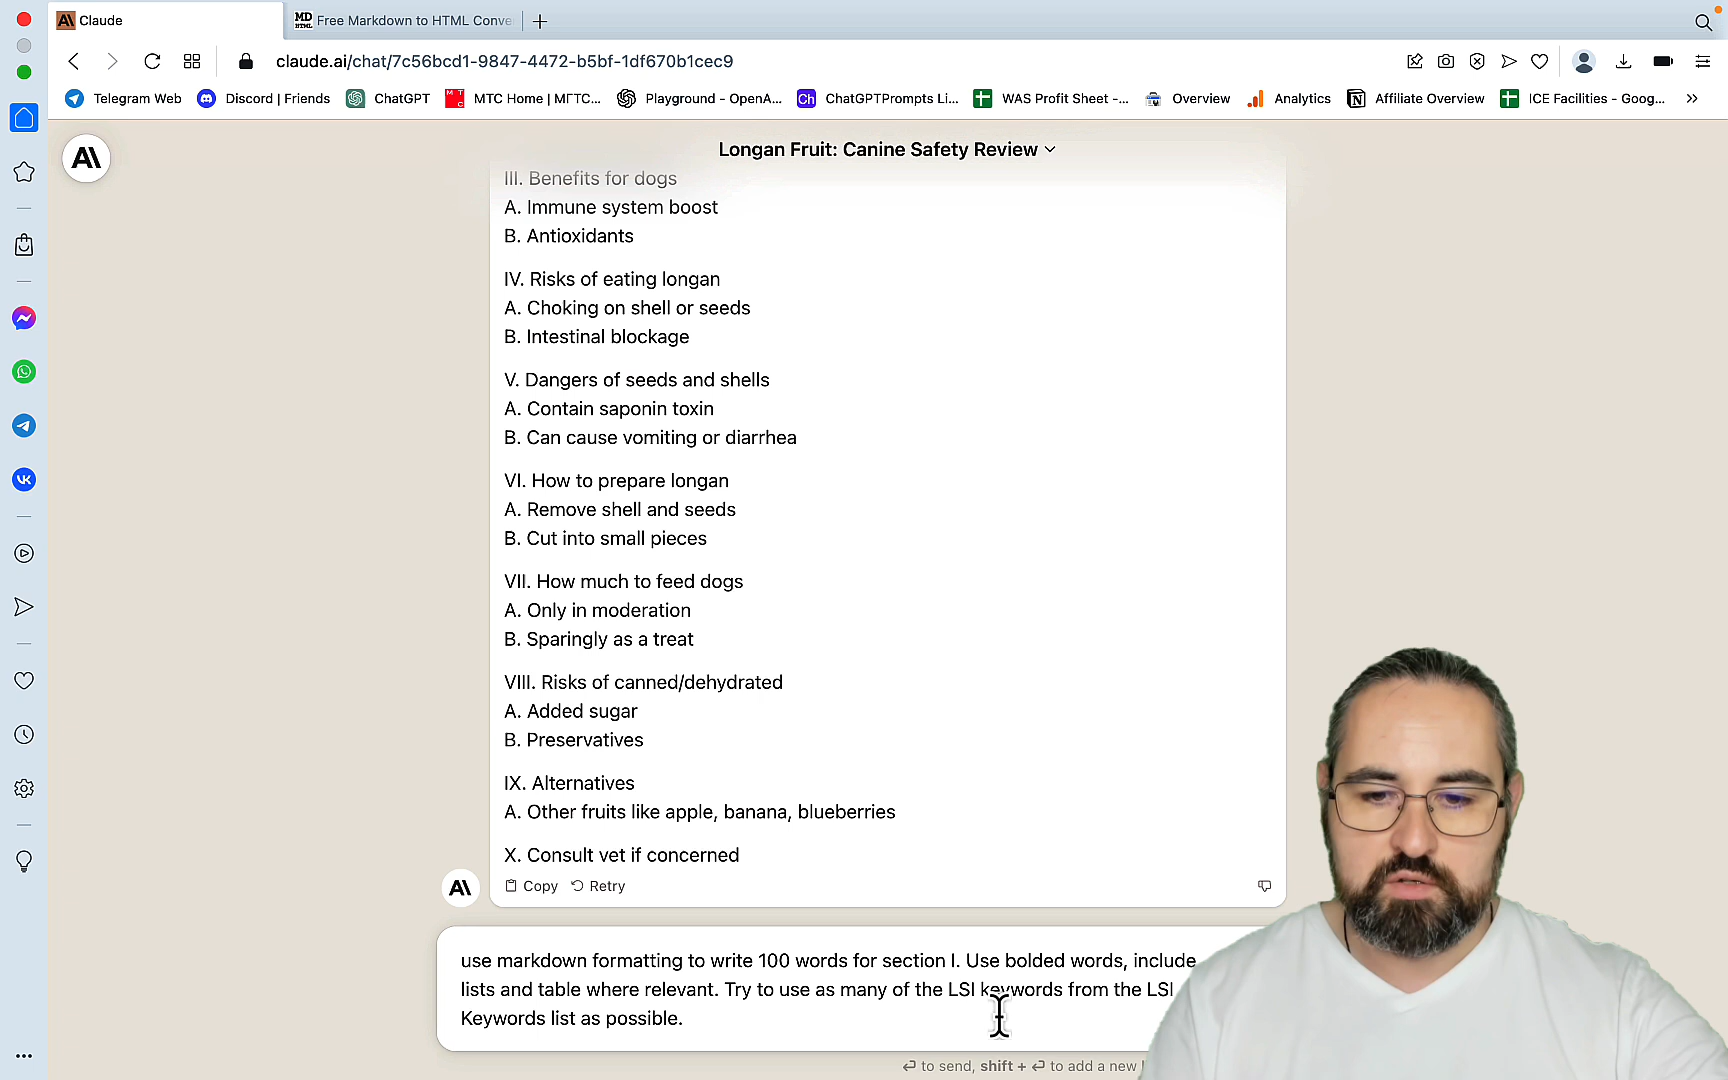 Claude
MD HTML Free Markdown to HTML Conve
claude.ai/chat/7c56bcd1-9847-4472-b5bf-1df670b1cec9
Telegram Web
Discord | Friends
ChatGPT
MTC Home | МГТС...
Playground - OpenA...
Ch ChatGPTPrompts Li...
WAS Profit Sheet -...
Overview
Analytics
Affiliate Overview
ICE Facilities - Goog...
Longan Fruit: Canine Safety Review
III. Benefits for dogs
A. Immune system boost
B. Antioxidants
IV. Risks of eating longan
A. Choking on shell or seeds
B. Intestinal blockage
V. Dangers of seeds and shells
A. Contain saponin toxin
B. Can cause vomiting or diarrhea
VI. How to prepare longan
A. Remove shell and seeds
B. Cut into small pieces
VII. How much to feed dogs
A. Only in moderation
B. Sparingly as a treat
VIII. Risks of canned/dehydrated
A. Added sugar
B. Preservatives
IX. Alternatives
A. Other fruits like apple, banana, blueberries
X. Consult vet if concerned
Copy Retry
use markdown formatting to write 100 words for section I. Use bolded words, include
lists and table where relevant. Try to use as many of the LSI keywords from the LSI
Keywords list as possible.
to send, shift + to add a new